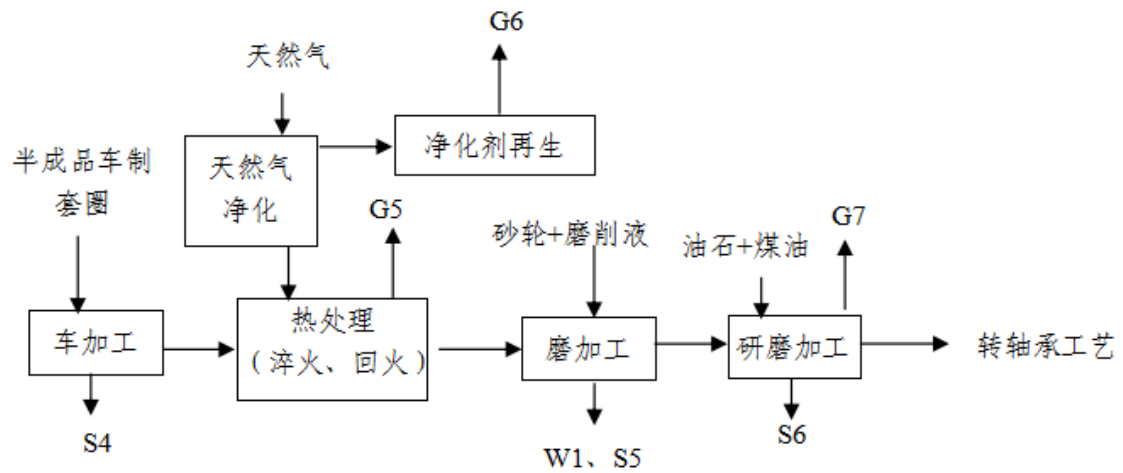 G6
天然气
净化剂再生
半成品车制
套圈
天然气
净化
G5
砂轮+磨削液
油石+煤油
G7
车加工
热处理
（淬火、回火）
磨加工
研磨加工
转轴承工艺
S4
W1、S5
S6